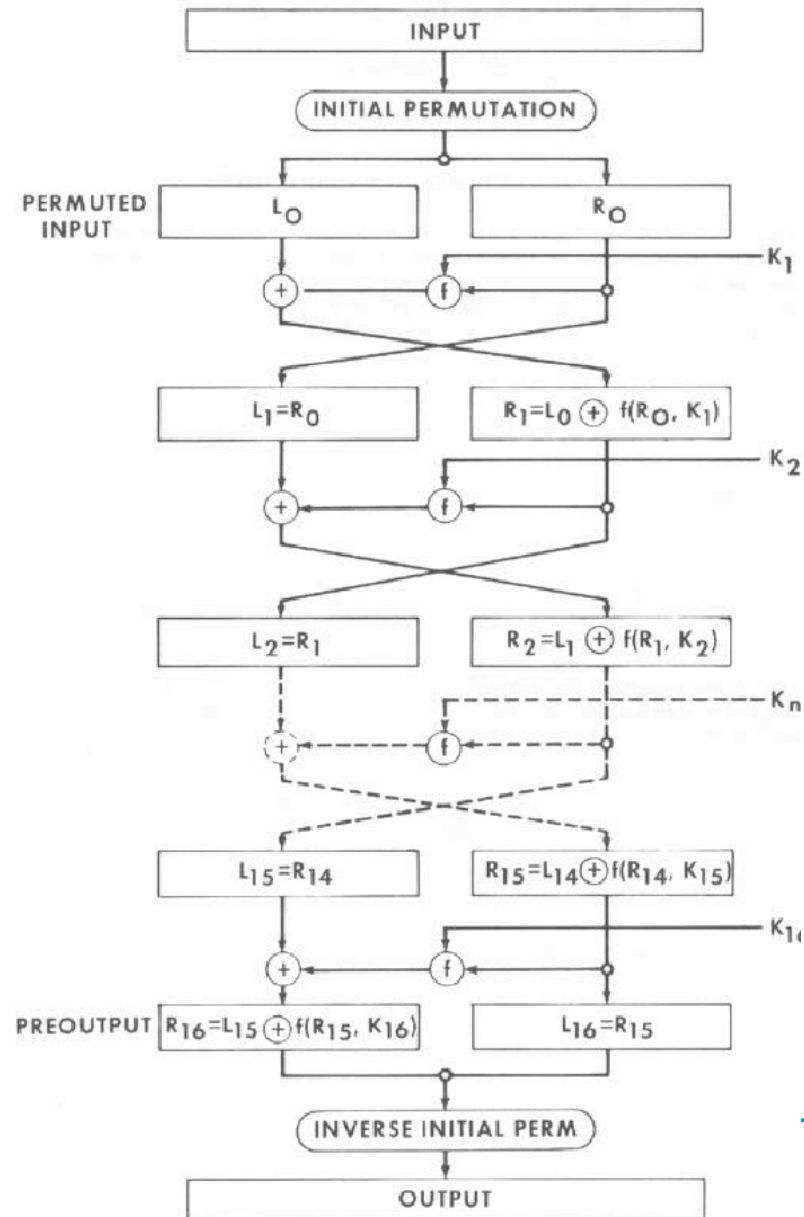 INPUT
INITIAL PERMUTATION
PERMUTED
INPUT
L₀
R₀
K₁
+
f
L₁=R₀
R₁=L₀ ⊕ f(R₀, K₁)
K₂
+
f
L₂=R₁
R₂=L₁ ⊕ f(R₁, K₂)
Kₙ
+
f
L₁₅=R₁₄
R₁₅=L₁₄⊕f(R₁₄, K₁₅)
K₁₆
+
f
PREOUTPUT
R₁₆=L₁₅⊕f(R₁₅, K₁₆)
L₁₆=R₁₅
INVERSE INITIAL PERM
OUTPUT